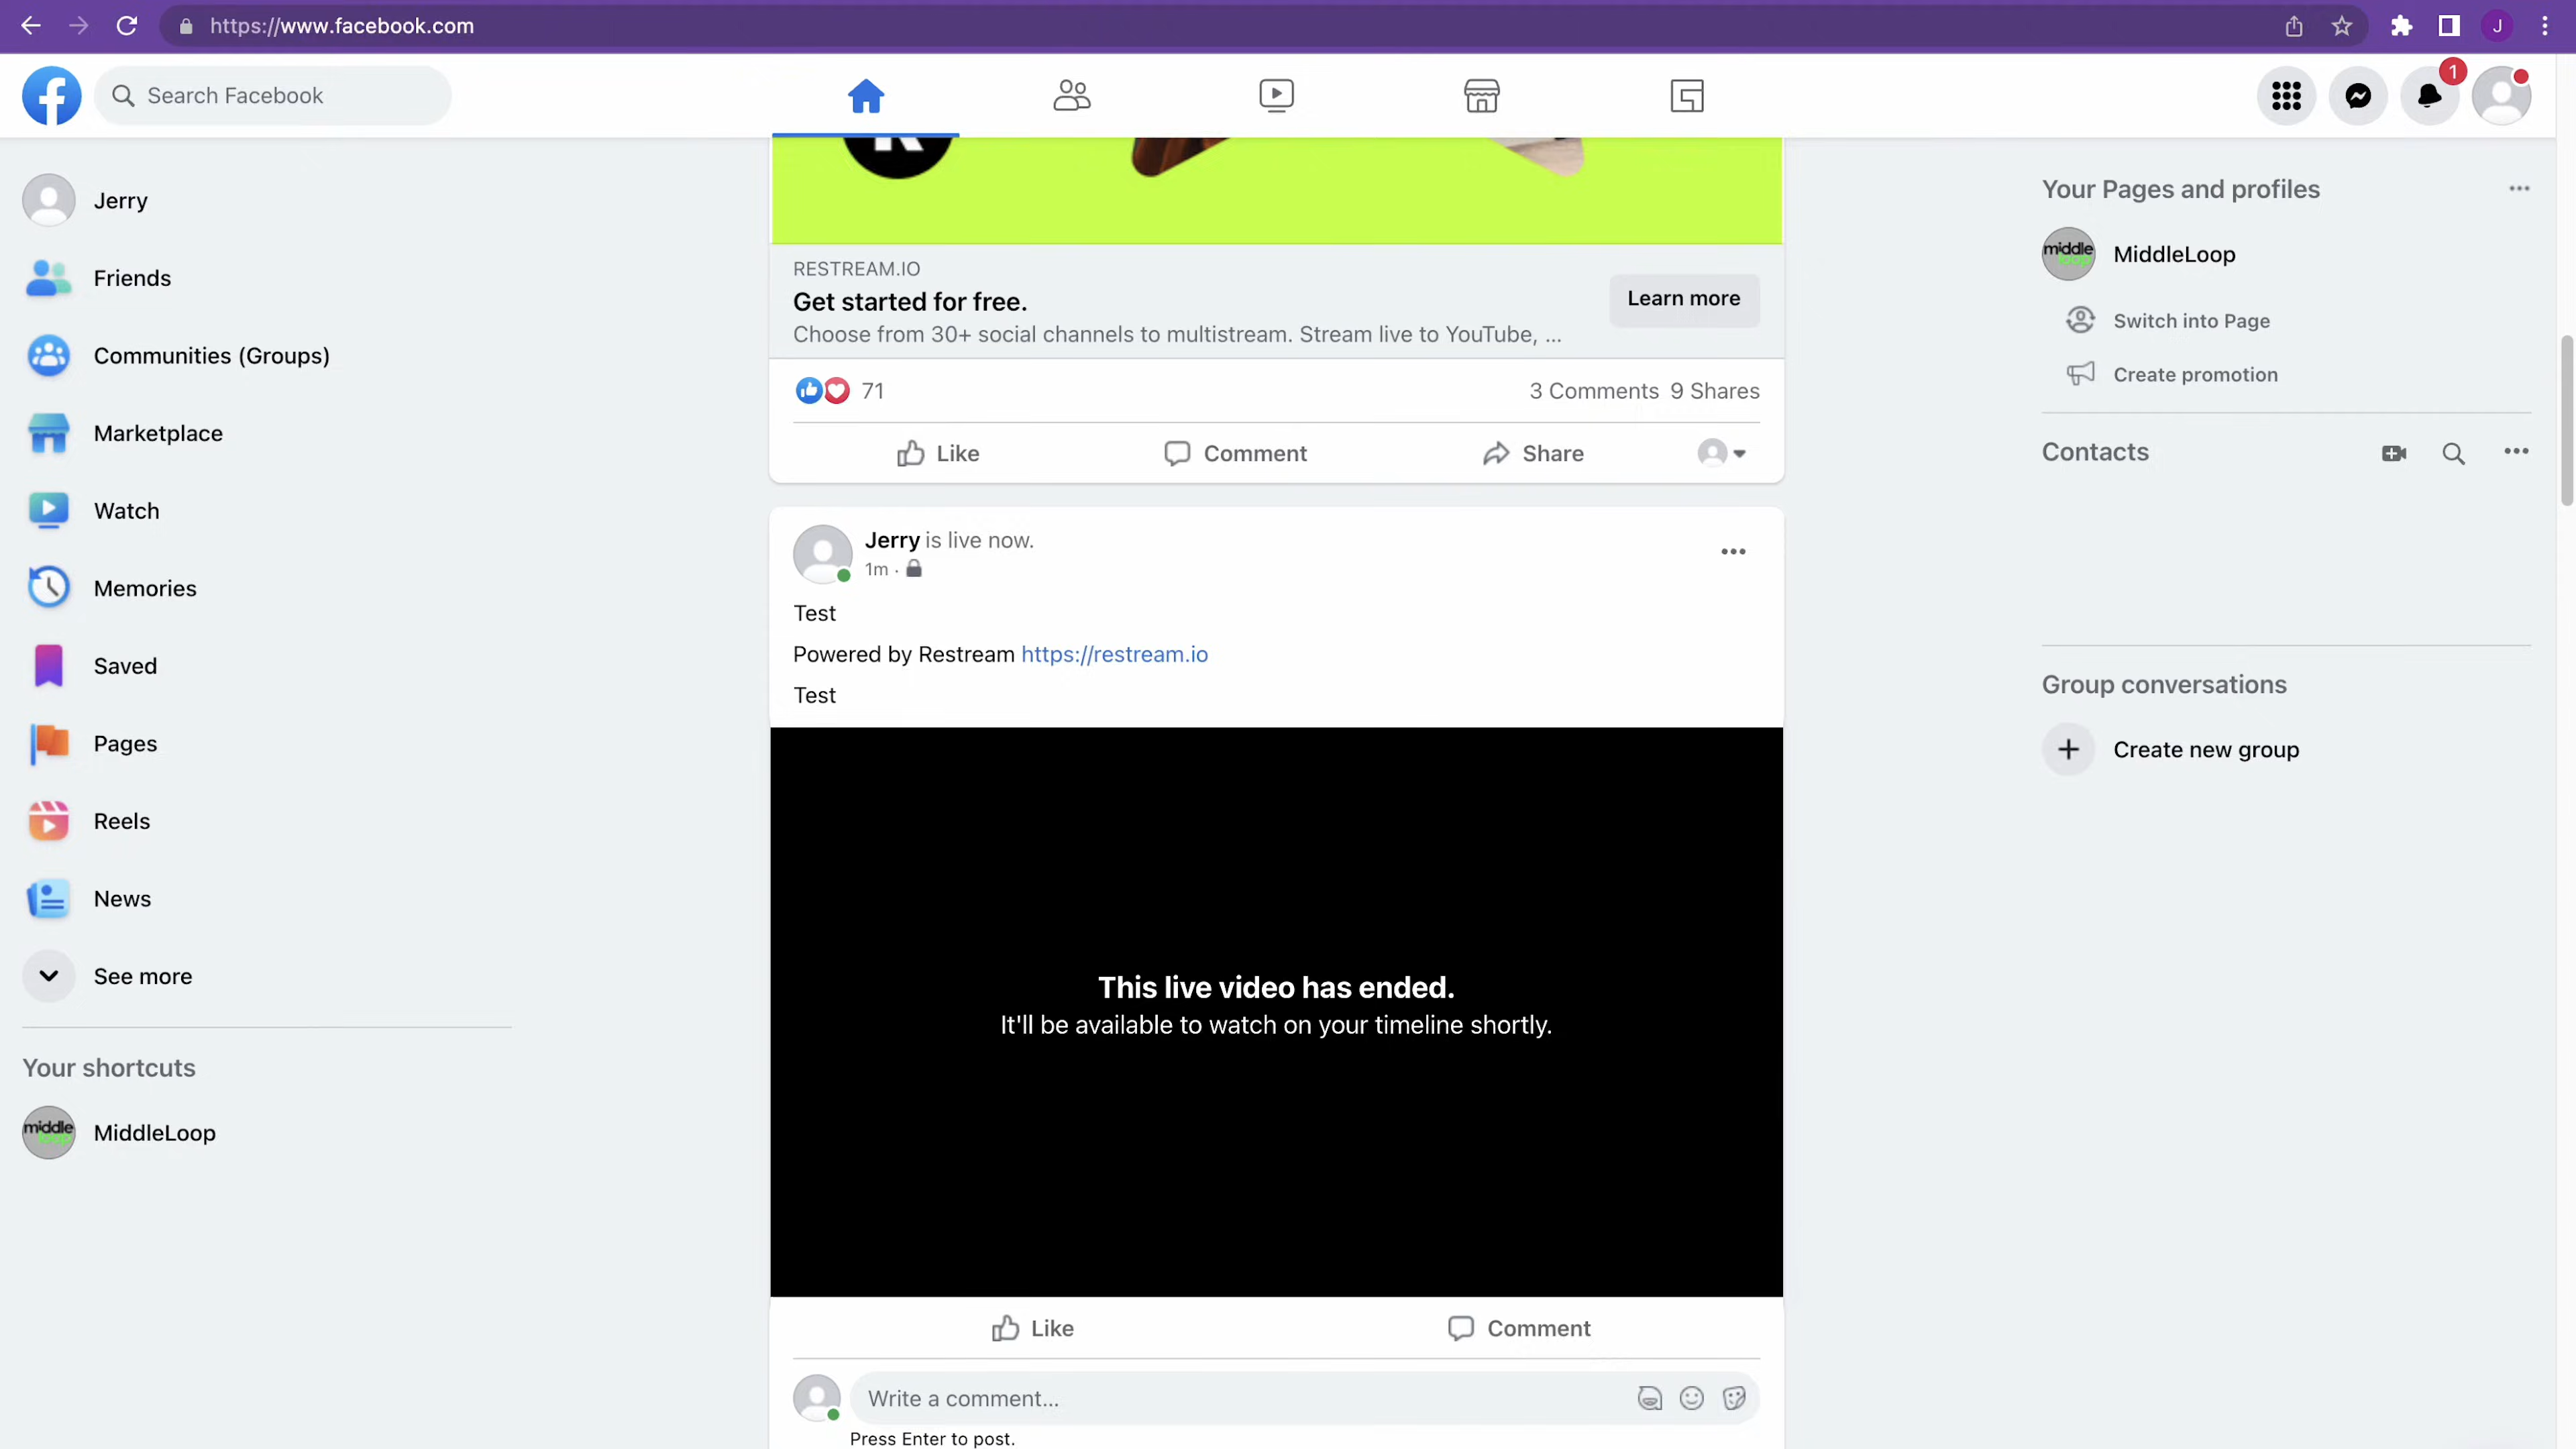 https://www.facebook.com
J
Search Facebook
1
Jerry
Friends
Communities (Groups)
Marketplace
Watch
Memories
Saved
Pages
Reels
News
See more
Your shortcuts
middle
loop
MiddleLoop
RESTREAM.IO
Get started for free.
Choose from 30+ social channels to multistream. Stream live to YouTube, ...
Learn more
71
3 Comments 9 Shares
Like
Comment
Share
Jerry is live now.
1m ·
Test
Powered by Restream https://restream.io
Test
This live video has ended.
It'll be available to watch on your timeline shortly.
Like
Comment
Write a comment...
Press Enter to post.
Your Pages and profiles
middle
loop
MiddleLoop
Switch into Page
Create promotion
Contacts
Group conversations
Create new group